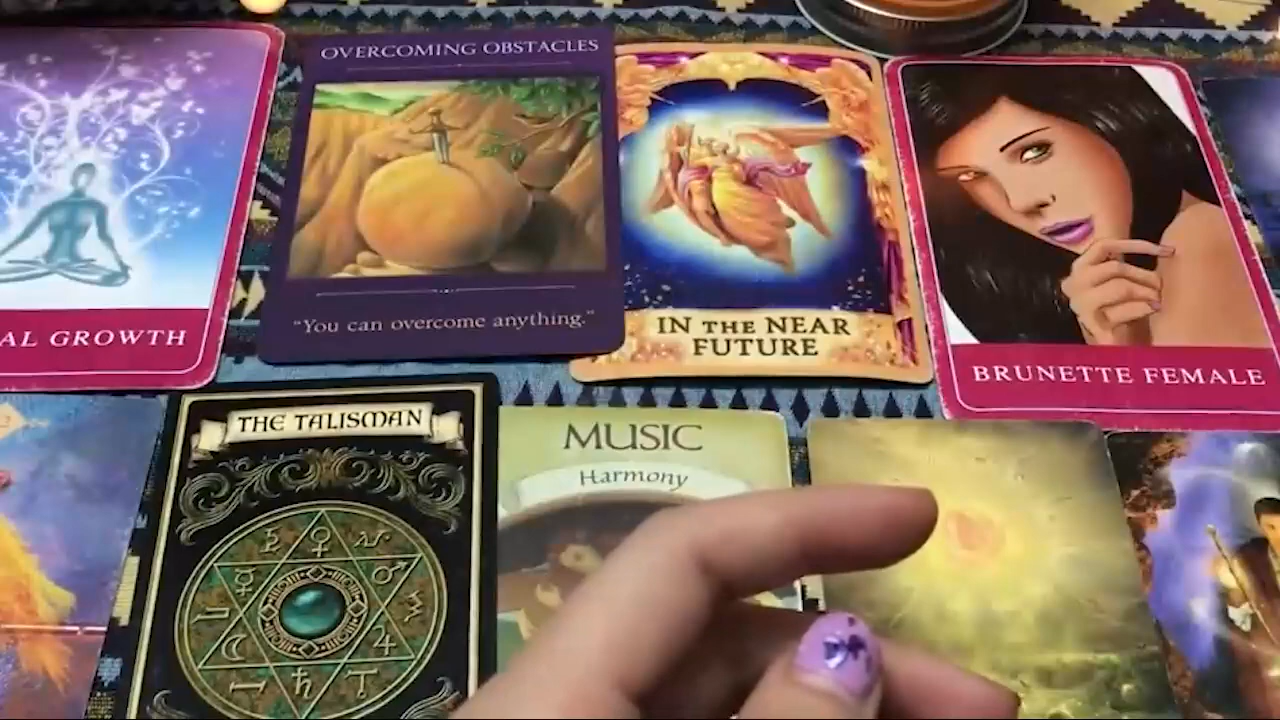 OVERCOMING OBSTACLES
"You can overcome anything."
IN THE NEAR
FUTURE
BRUNETTE FEMALE
AL GROWTH
THE TALISMAN
MUSIC
Harmony